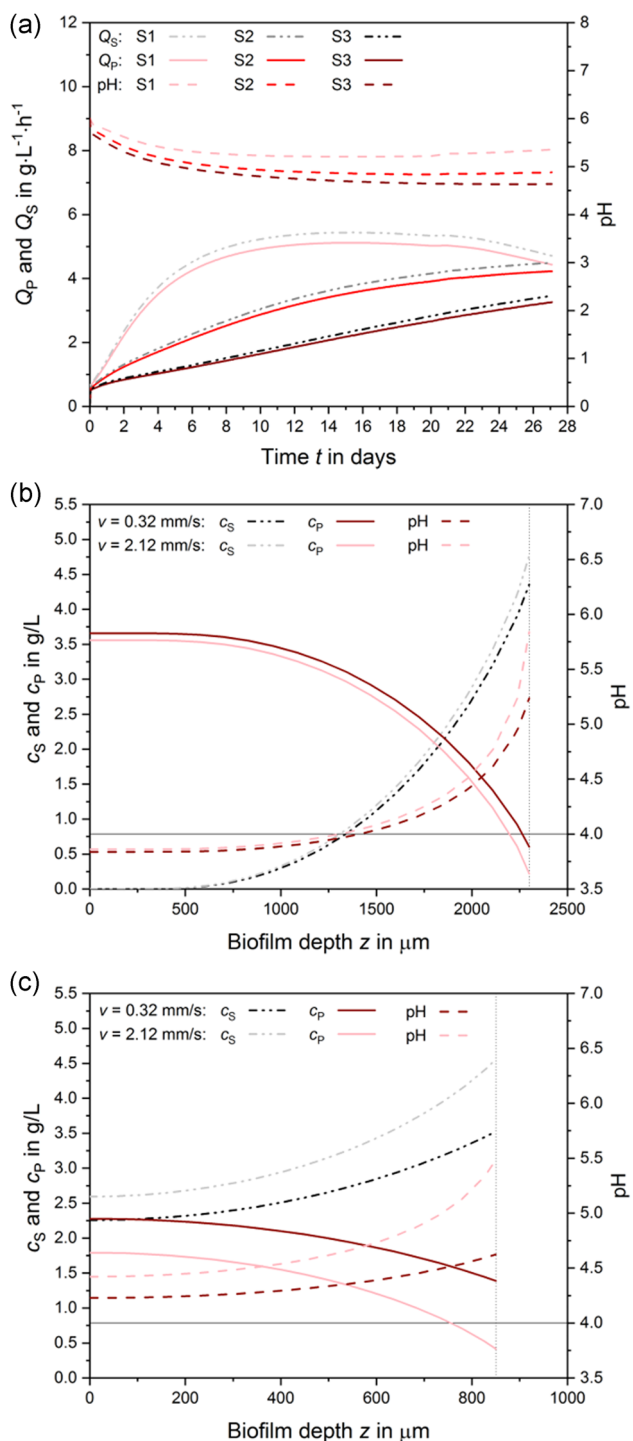 (a)
12
11
10
9
8
7
6
5
4
3
2
1
0
Q_P and Q_S in g·L⁻¹·h⁻¹
Q_S: S1 S2 S3
Q_P: S1 S2 S3
pH: S1 S2 S3
8
7
6
5
4
3
2
1
0
pH
0 2 4 6 8 10 12 14 16 18 20 21 22 24 26 28
Time t in days
(b)
5.5
5.0
4.5
4.0
3.5
3.0
2.5
2.0
1.5
1.0
0.5
0.0
c_S and c_P in g/L
v = 0.32 mm/s: c_S c_P pH
v = 2.12 mm/s: c_S c_P pH
7.0
6.5
6.0
5.5
5.0
4.5
4.0
3.5
pH
0 500 1000 1500 2000 2500
Biofilm depth z in μm
(c)
5.5
5.0
4.5
4.0
3.5
3.0
2.5
2.0
1.5
1.0
0.5
0.0
c_S and c_P in g/L
v = 0.32 mm/s: c_S c_P pH
v = 2.12 mm/s: c_S c_P pH
7.0
6.5
6.0
5.5
5.0
4.5
4.0
3.5
pH
0 200 400 600 800 1000
Biofilm depth z in μm